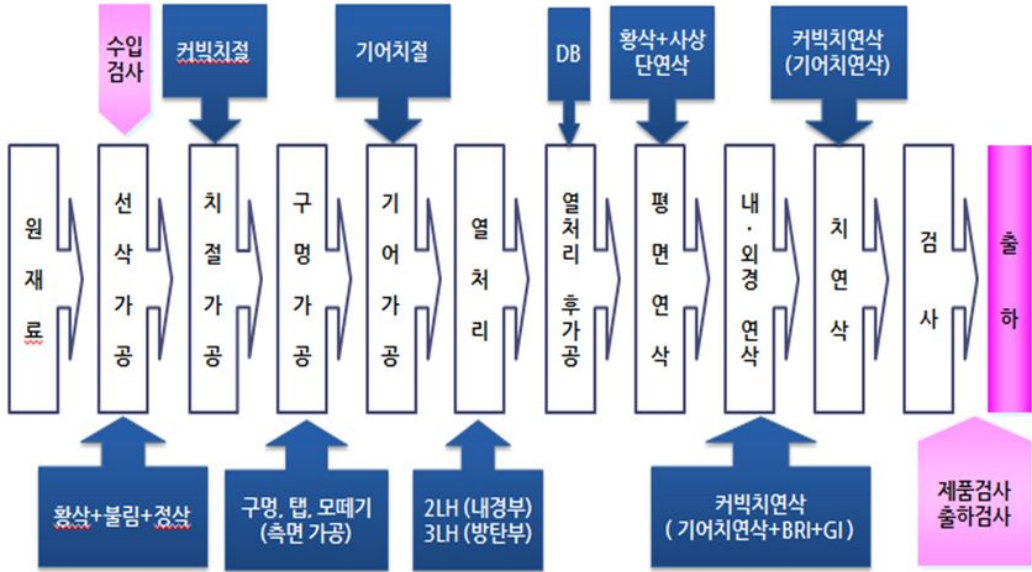 수입
검사
커빅치절
기어치절
DB
황삭+사상
단연삭
커빅치연삭
(기어치연삭)
원재료
선삭가공
치절가공
구멍가공
기어가공
열처리
열처리 후가공
평면연삭
내·외경 연삭
치연삭
검사
출하
황삭+불림+정삭
구멍, 탭, 모떼기
(측면 가공)
2LH (내경부)
3LH (방탄부)
커빅치연삭
( 기어치연삭+BRI+GI )
제품검사
출하검사